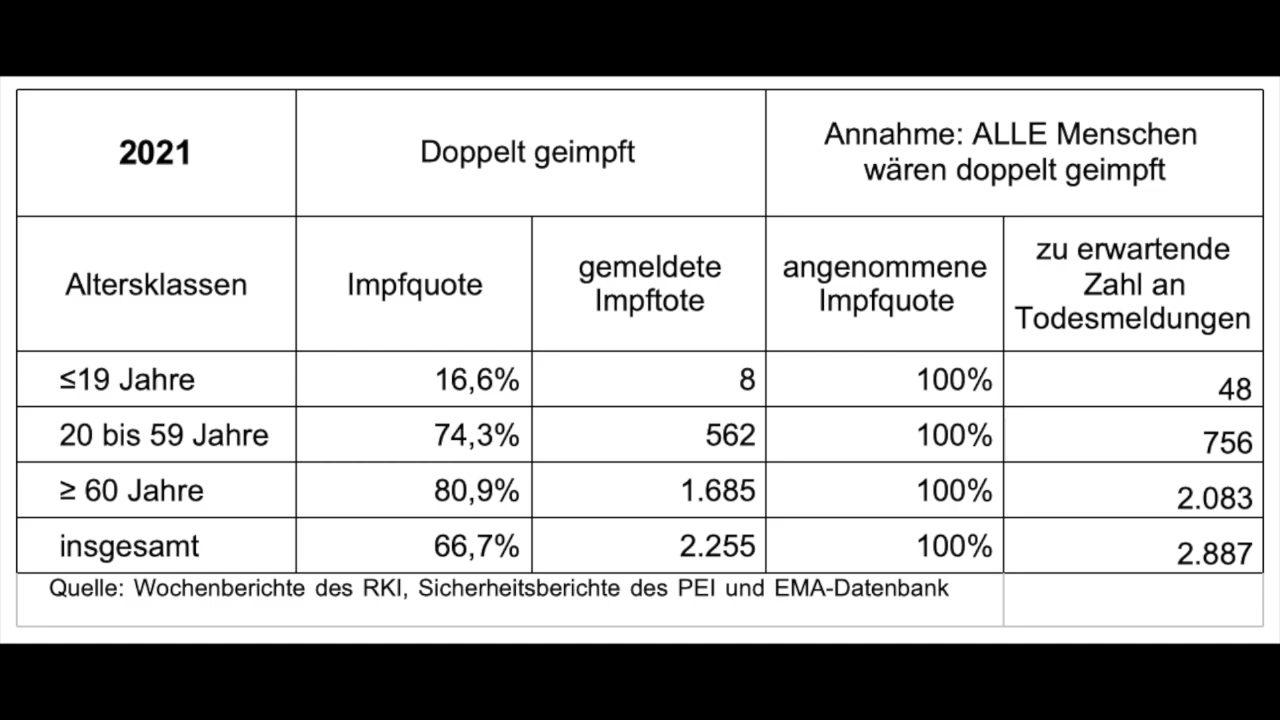 2021
Doppelt geimpft
Annahme: ALLE Menschen
wären doppelt geimpft
Altersklassen
Impfquote
gemeldete
Impftote
angenommene
Impfquote
zu erwartende
Zahl an
Todesmeldungen
≤19 Jahre 16,6% 8 100% 48
20 bis 59 Jahre 74,3% 562 100% 756
≥ 60 Jahre 80,9% 1.685 100% 2.083
insgesamt 66,7% 2.255 100% 2.887
Quelle: Wochenberichte des RKI, Sicherheitsberichte des PEI und EMA-Datenbank